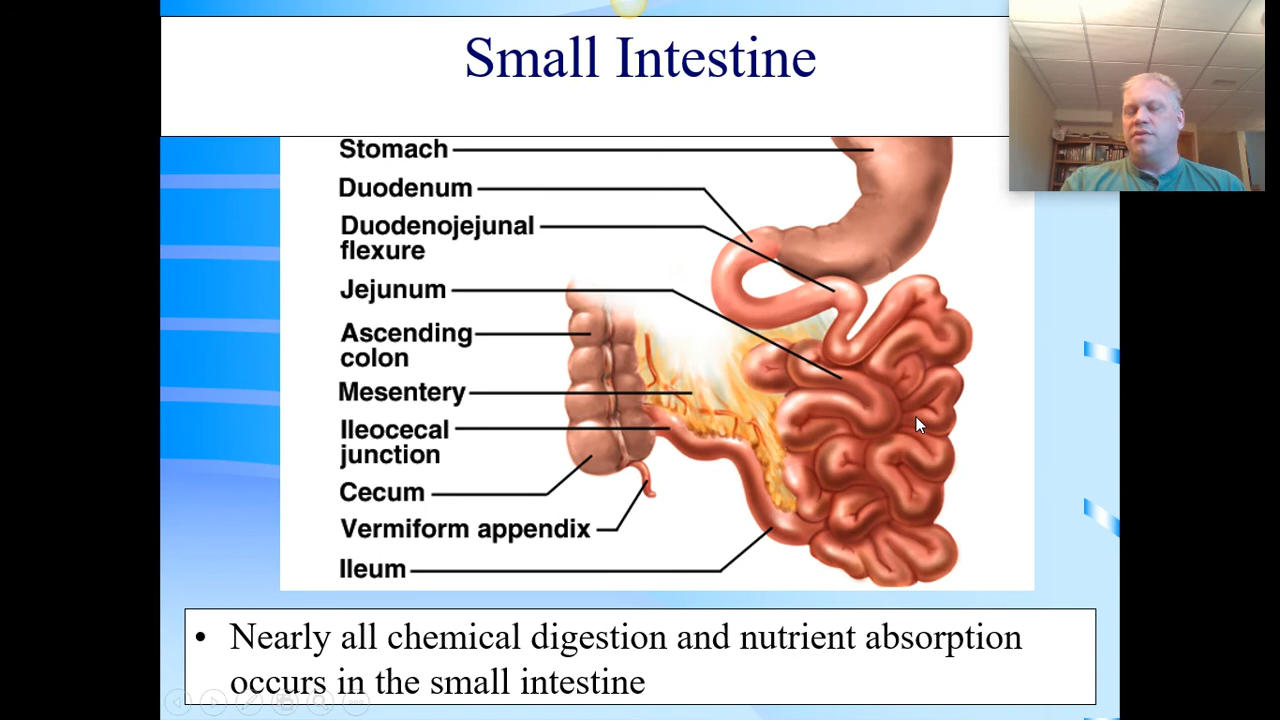 Small Intestine
Stomach
Duodenum
Duodenojejunal
flexure
Jejunum
Ascending
colon
Mesentery
Ileocecal
junction
Cecum
Vermiform appendix
Ileum
• Nearly all chemical digestion and nutrient absorption
occurs in the small intestine